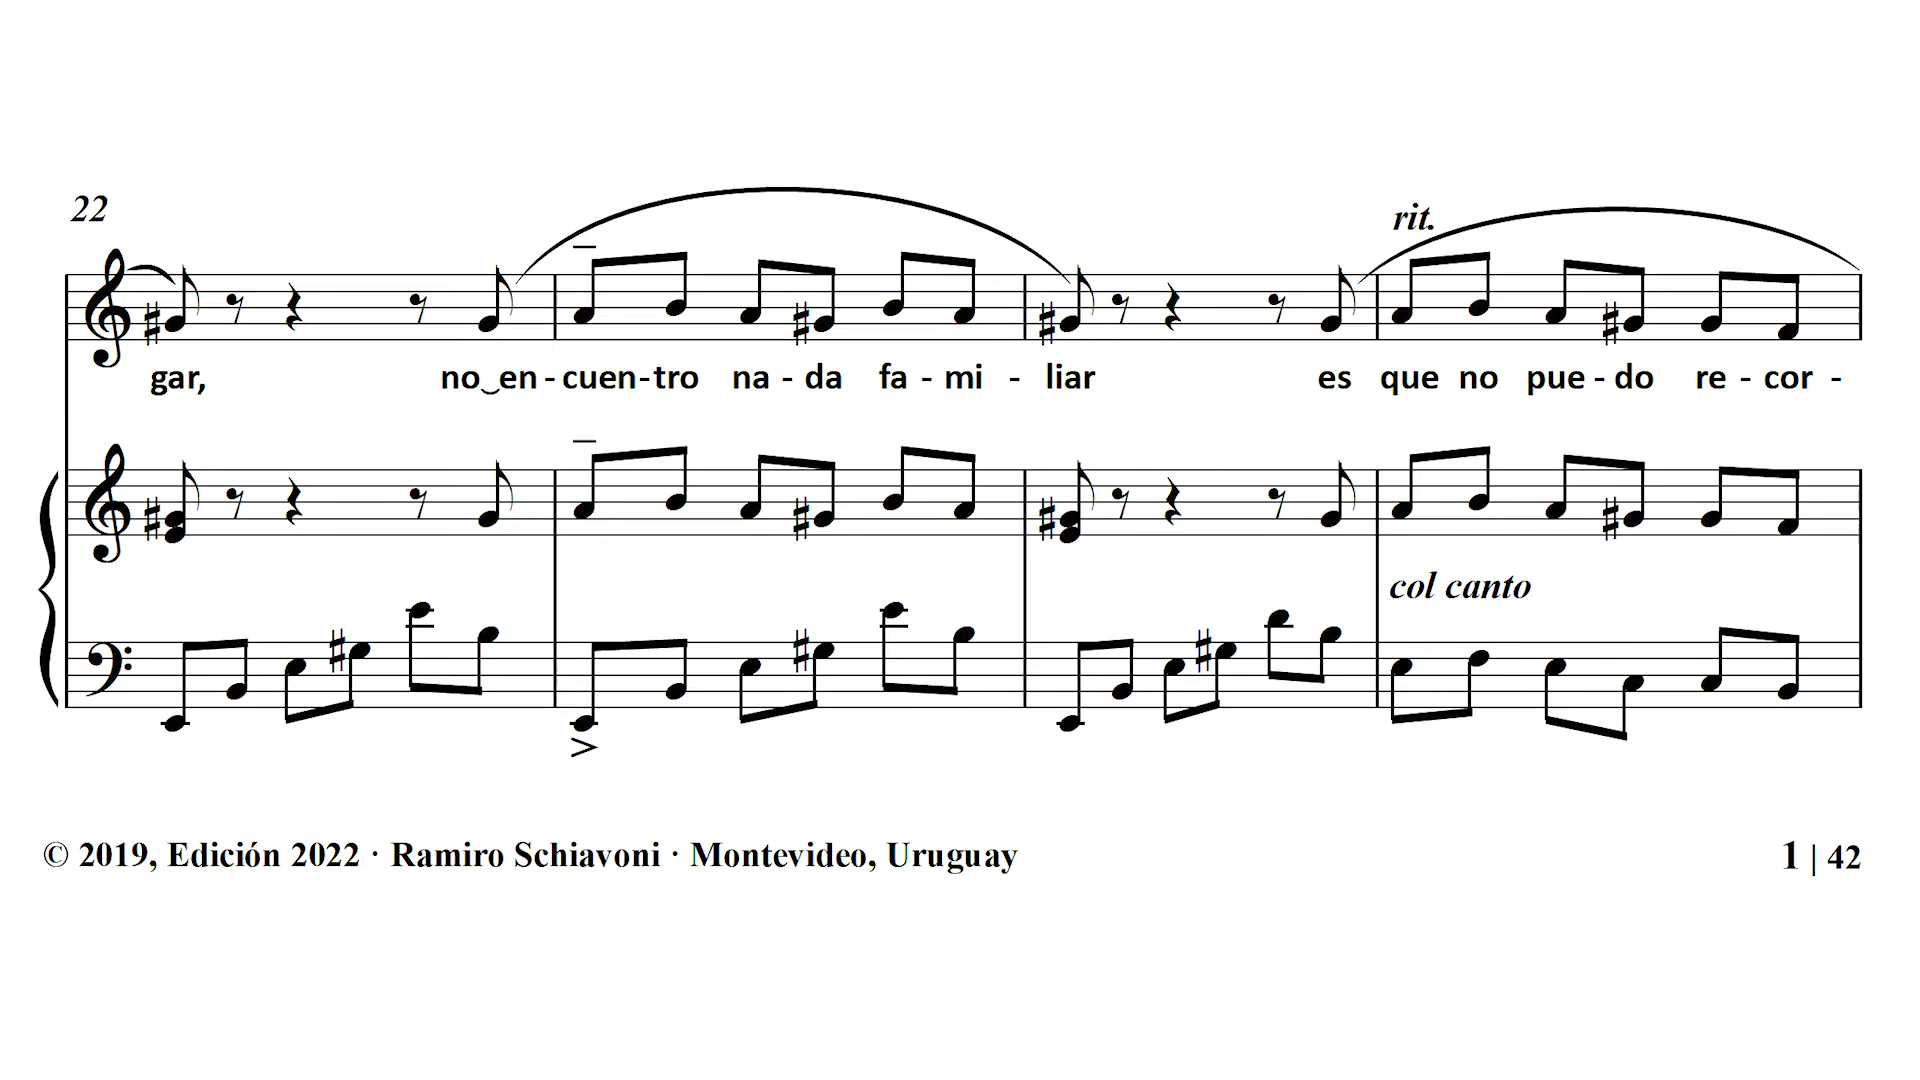 22
rit.
gar, no‿en - cuen - tro na - da fa - mi - liar es que no pue - do re - cor -
col canto
© 2019, Edición 2022 · Ramiro Schiavoni · Montevideo, Uruguay 1 | 42